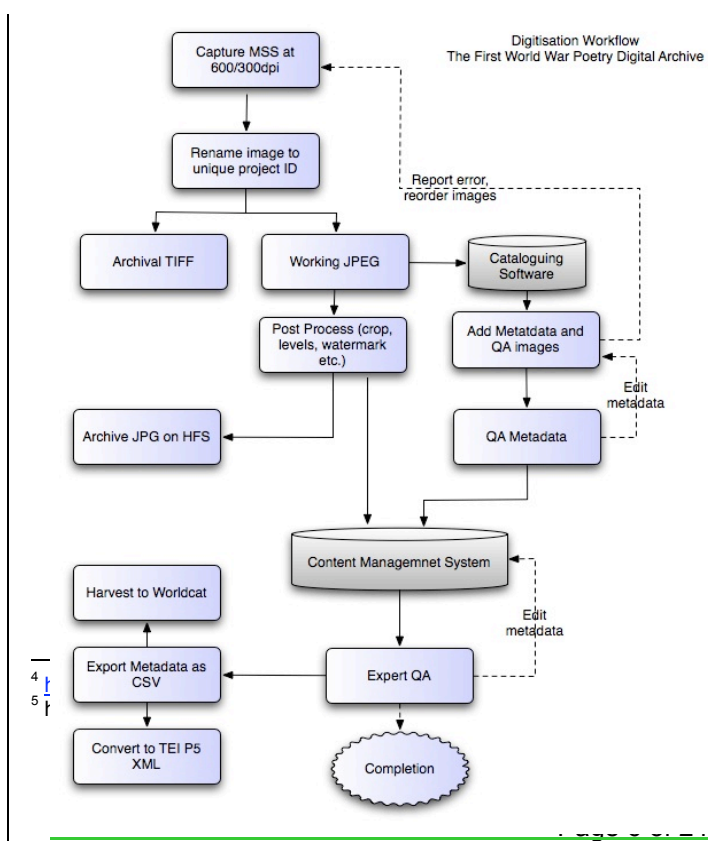 Digitisation Workflow
The First World War Poetry Digital Archive
Capture MSS at
600/300dpi
Rename image to
unique project ID
Report error,
reorder images
Archival TIFF
Working JPEG
Cataloguing
Software
Post Process (crop,
levels, watermark
etc.)
Add Metatdata and
QA images
Edit
metadata
Archive JPG on HFS
QA Metadata
Content Managemnet System
Harvest to Worldcat
Edit
metadata
Export Metadata as
CSV
Expert QA
4 h
5 h
Convert to TEI P5
XML
Completion